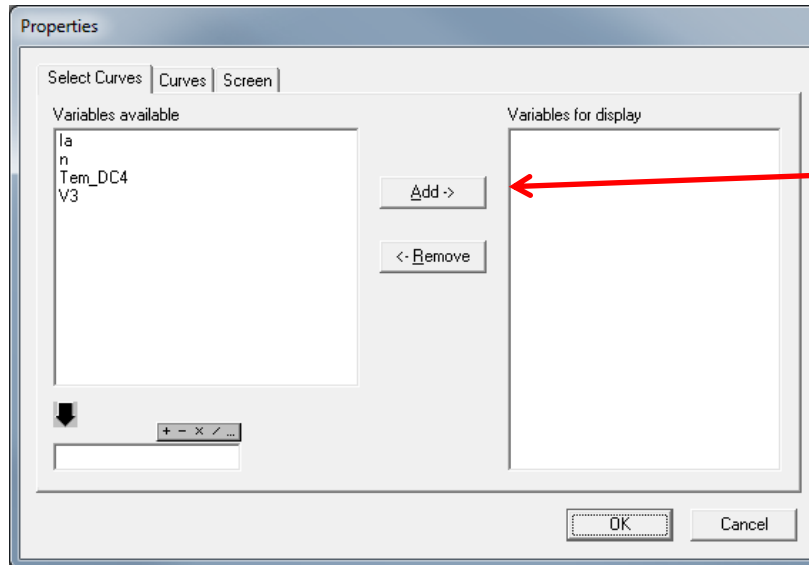 Properties
Select Curves Curves Screen
Variables available
Variables for display
Ia
n
Tem_DC4
V3
Add ->
<- Remove
+ - × / ...
OK Cancel